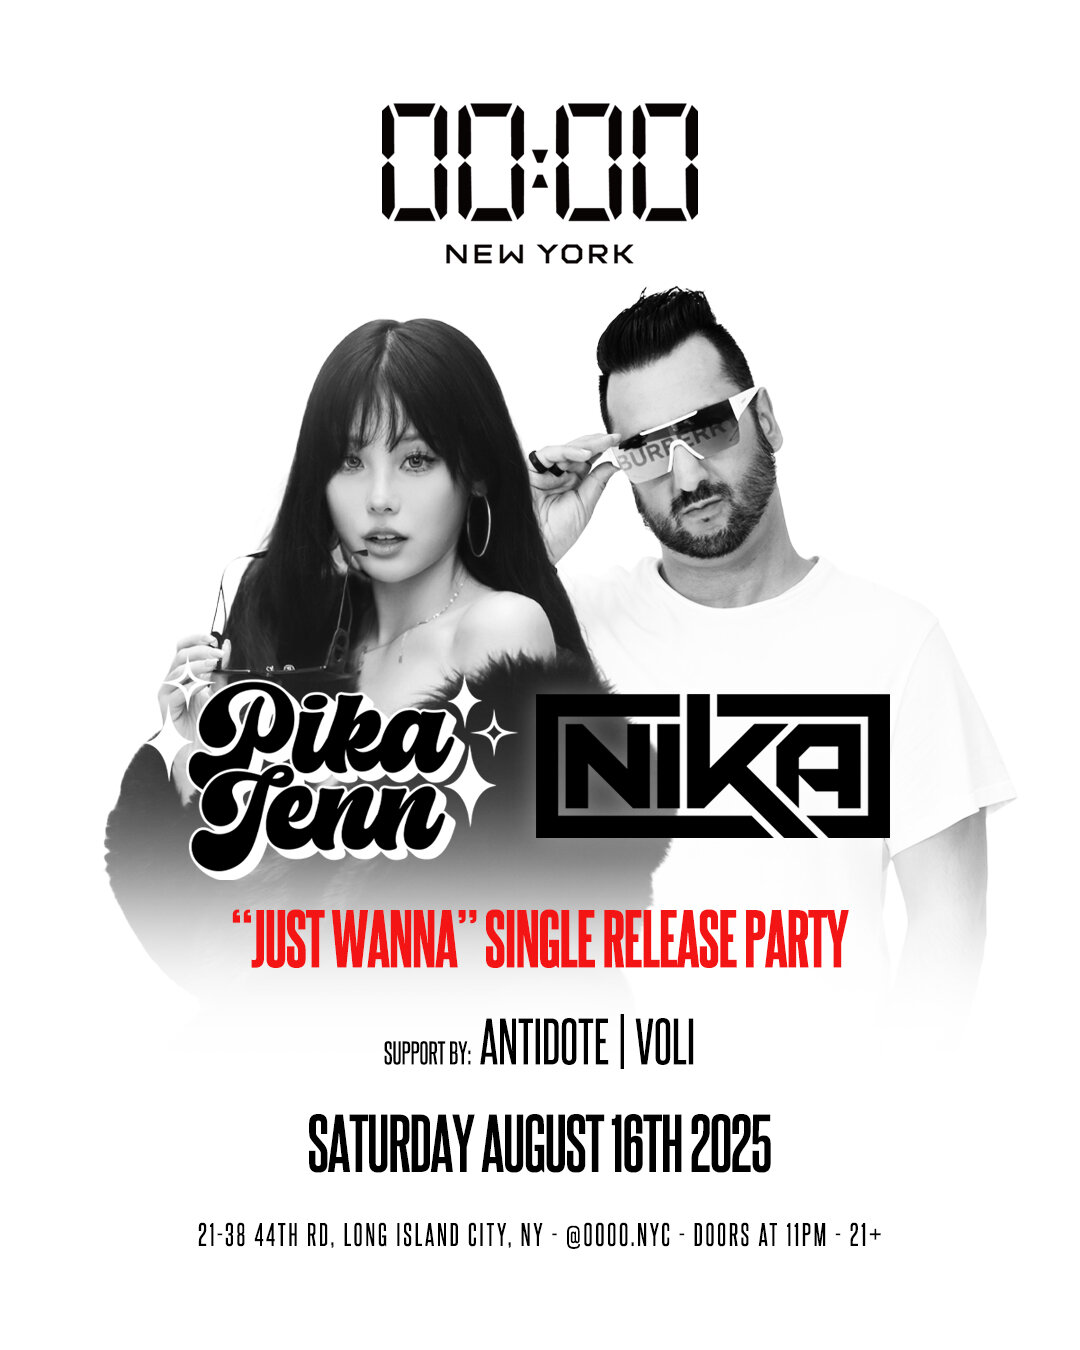 00:00
NEW YORK
BURBERR
Pika
Jenn
NIKA
“JUST WANNA” SINGLE RELEASE PARTY
SUPPORT BY: ANTIDOTE | VOLI
SATURDAY AUGUST 16TH 2025
21-38 44TH RD, LONG ISLAND CITY, NY - @0000.NYC - DOORS AT 11PM - 21+